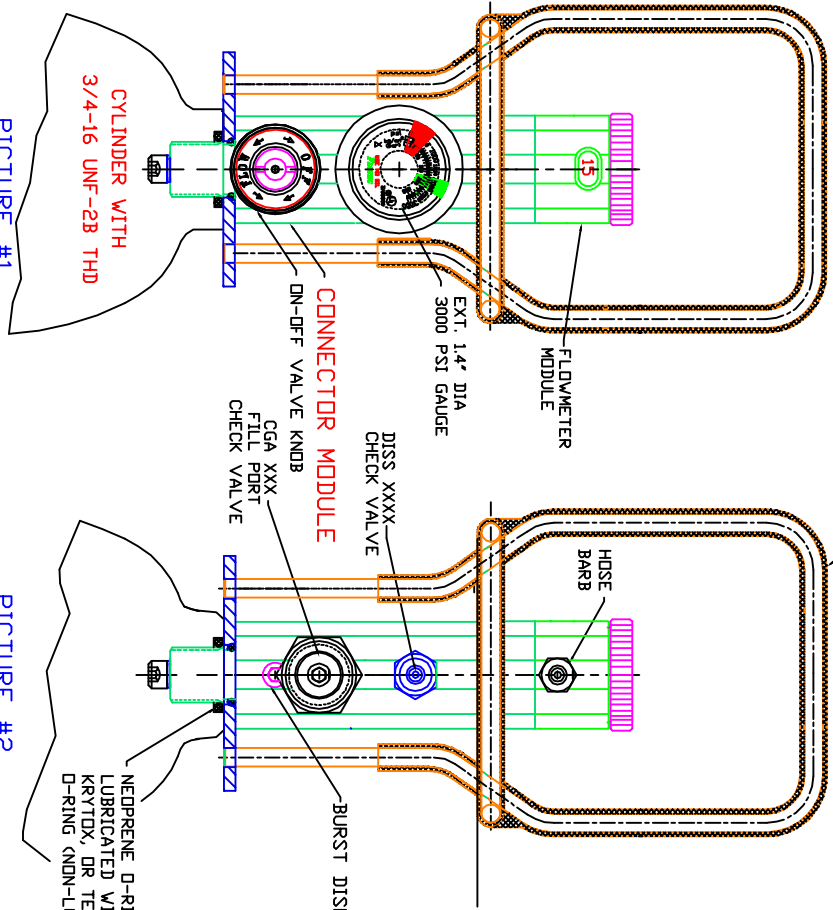 15
FLOWMETER
MODULE
EXT. 1.4" DIA
3000 PSI GAUGE
CONNECTOR MODULE
ON-OFF VALVE KNOB
OFF
CYLINDER WITH
3/4-16 UNF-2B THD
PICTURE #1
HOSE
BARB
DISS XXXX
CHECK VALVE
CGA XXX
FILL PORT
CHECK VALVE
BURST DIS
NEOPRENE O-RI
LUBRICATED WI
KRYTOX, OR TE
O-RING (NON-L
PICTURE #2